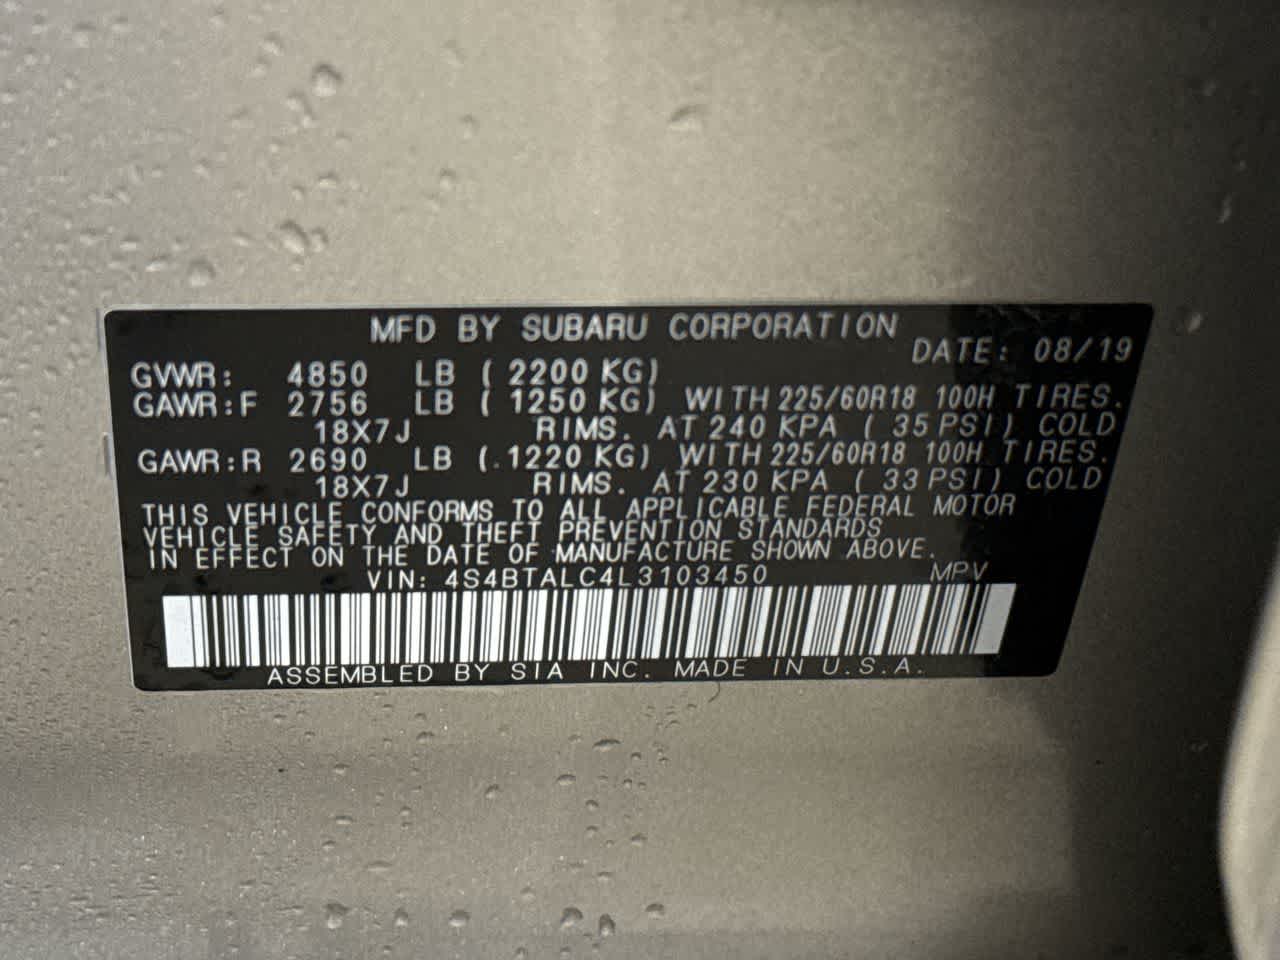 MFD BY SUBARU CORPORATION
DATE: 08/19
GVWR: 4850 LB ( 2200 KG)
GAWR:F 2756 LB ( 1250 KG) WITH 225/60R18 100H TIRES.
18X7J RIMS. AT 240 KPA ( 35 PSI) COLD
GAWR:R 2690 LB ( 1220 KG) WITH 225/60R18 100H TIRES.
18X7J RIMS. AT 230 KPA ( 33 PSI) COLD
THIS VEHICLE CONFORMS TO ALL APPLICABLE FEDERAL MOTOR
VEHICLE SAFETY AND THEFT PREVENTION STANDARDS
IN EFFECT ON THE DATE OF MANUFACTURE SHOWN ABOVE.
VIN: 4S4BTALC4L3103450 MPV
ASSEMBLED BY SIA INC. MADE IN U.S.A.